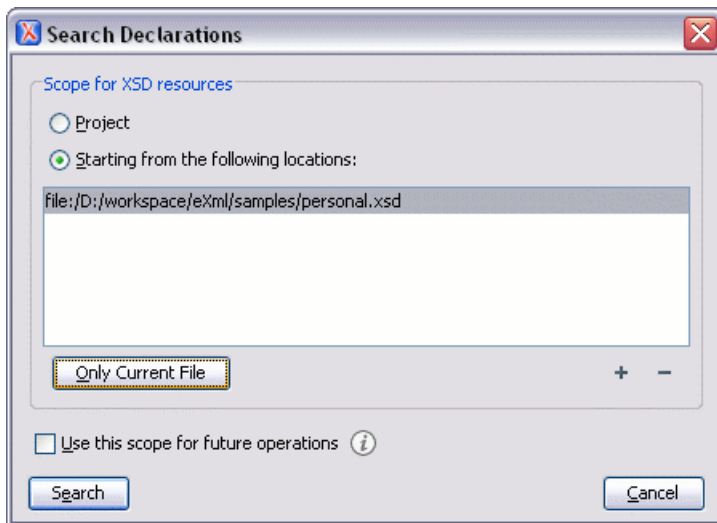 Search Declarations
Scope for XSD resources
Project
Starting from the following locations:
file:/D:/workspace/eXml/samples/personal.xsd
Only Current File
+ −
Use this scope for future operations i
Search
Cancel